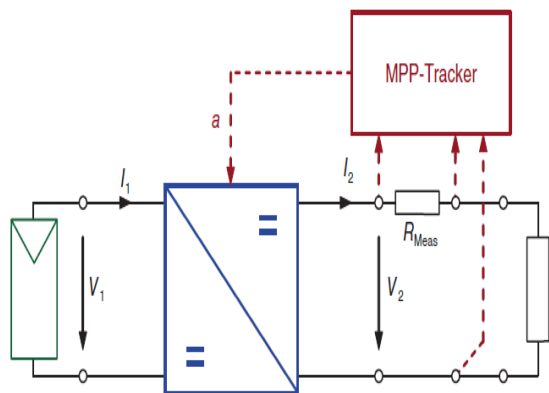 MPP-Tracker
a
I1
I2
RMeas
V1
V2